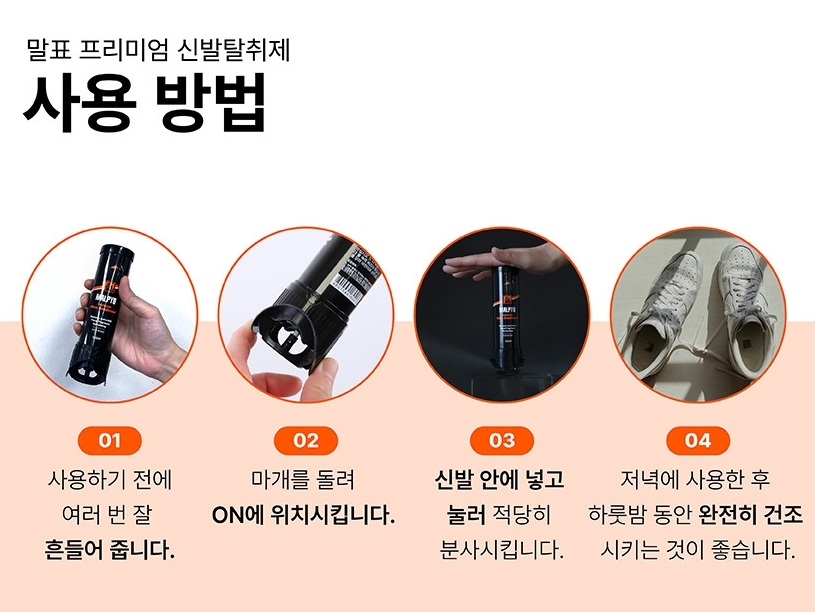 말표 프리미엄 신발탈취제
사용 방법
MALPYO
MALPYO
01
사용하기 전에
여러 번 잘
흔들어 줍니다.
02
마개를 돌려
ON에 위치시킵니다.
03
신발 안에 넣고
눌러 적당히
분사시킵니다.
04
저녁에 사용한 후
하룻밤 동안 완전히 건조
시키는 것이 좋습니다.